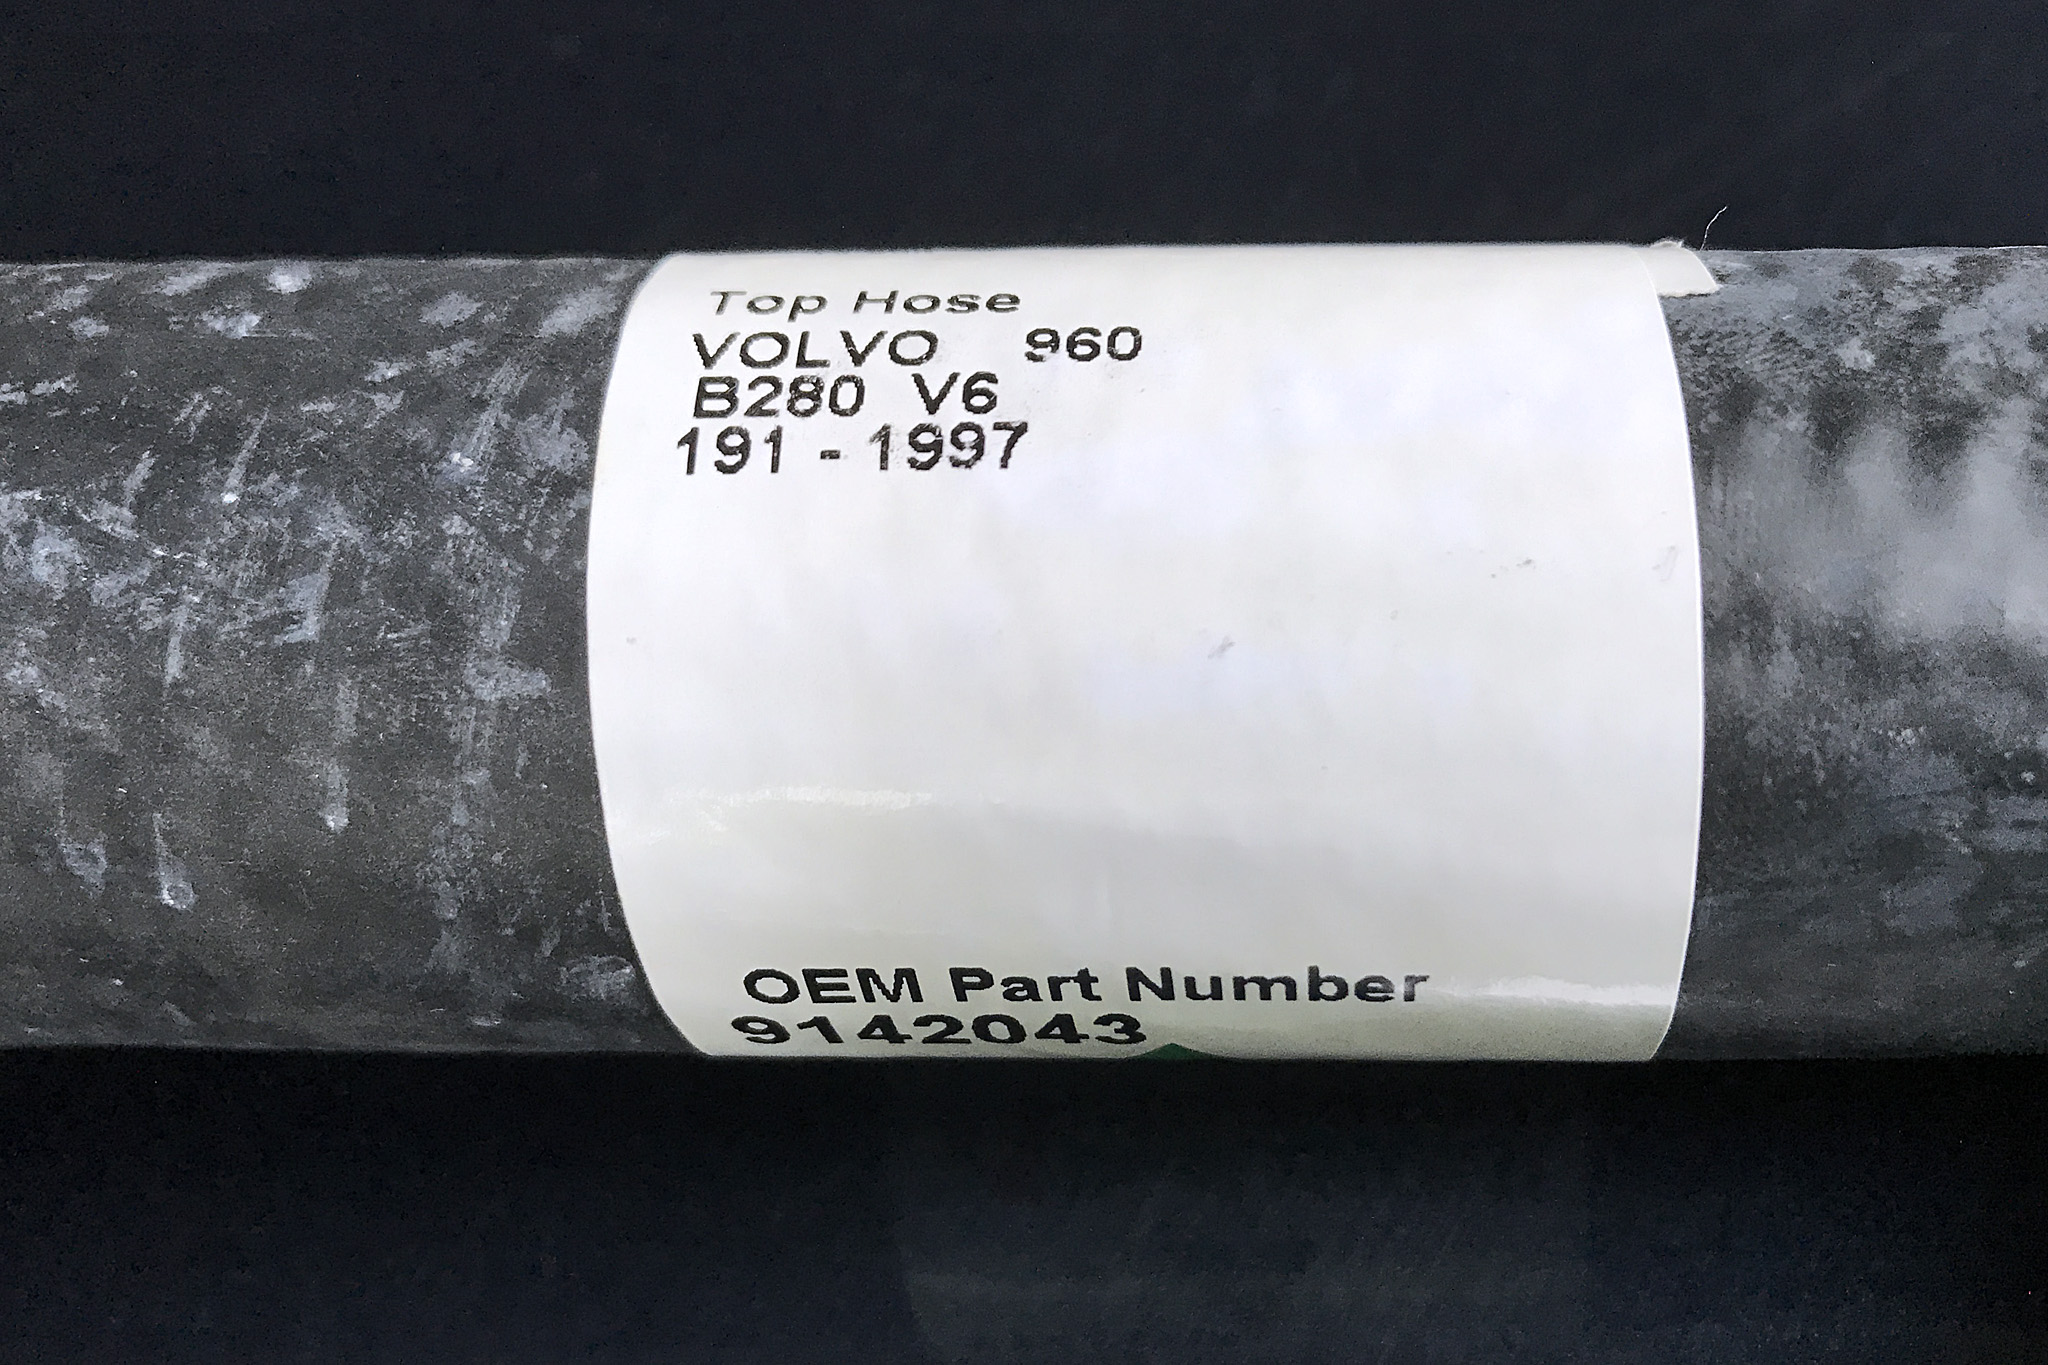 Top Hose
VOLVO 960
B280 V6
191 - 1997
OEM Part Number
9142043